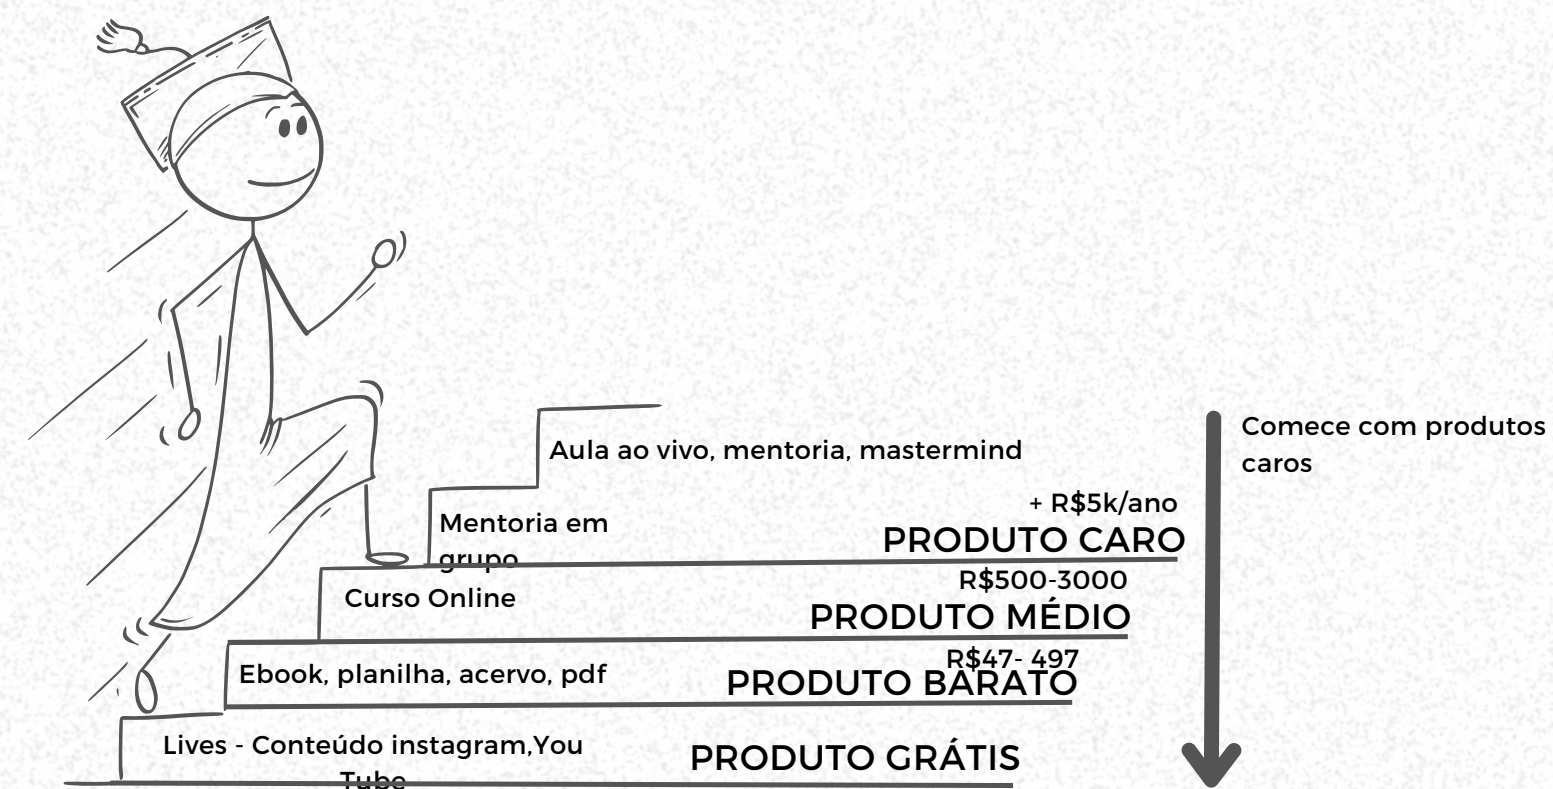 Comece com produtos
caros
Aula ao vivo, mentoria, mastermind
+ R$5k/ano
PRODUTO CARO
Mentoria em
grupo
R$500-3000
PRODUTO MÉDIO
Curso Online
R$47- 497
PRODUTO BARATO
Ebook, planilha, acervo, pdf
Lives - Conteúdo instagram,You
Tube
PRODUTO GRÁTIS